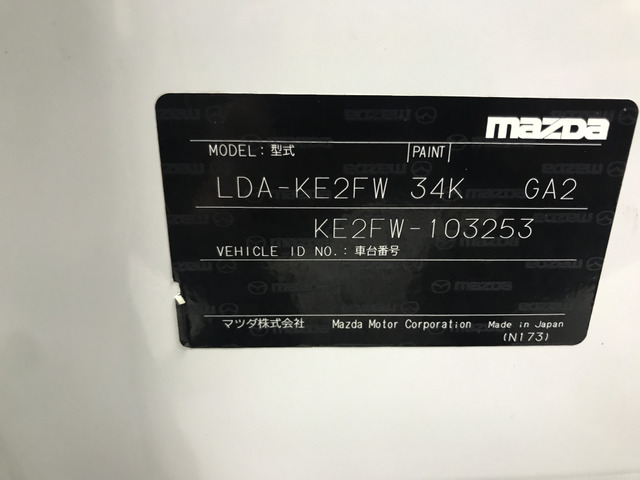 mazda
MODEL: 型式 |PAINT|
LDA-KE2FW 34K GA2
KE2FW-103253
VEHICLE ID NO.: 車台番号
マツダ株式会社 Mazda Motor Corporation Made in Japan
(N173)